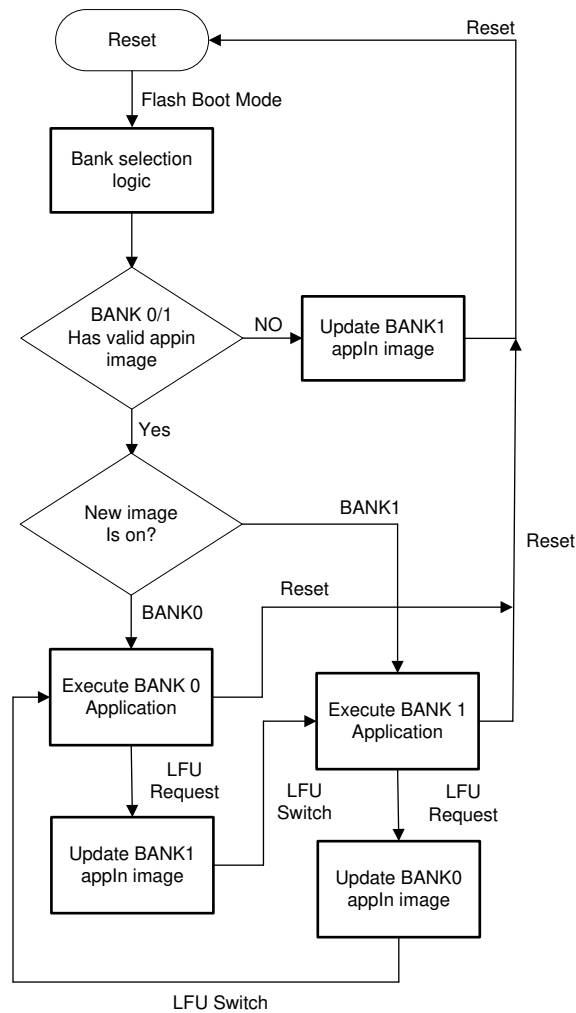 Reset
Reset
Flash Boot Mode
Bank selection
logic
BANK 0/1
Has valid appin
image
NO
Update BANK1
appIn image
Yes
New image
Is on?
BANK1
Reset
Reset
BANK0
Execute BANK 0
Application
Execute BANK 1
Application
LFU
Request
LFU
Switch
LFU
Request
Update BANK1
appIn image
Update BANK0
appIn image
LFU Switch